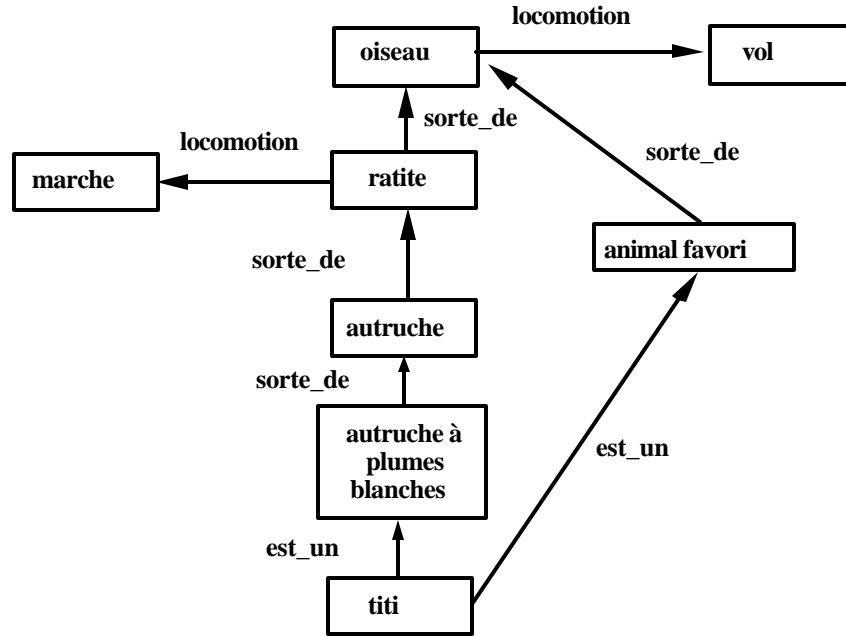 locomotion
oiseau
vol
sorte_de
locomotion
sorte_de
marche
ratite
animal favori
sorte_de
autruche
sorte_de
autruche à
plumes
blanches
est_un
est_un
titi